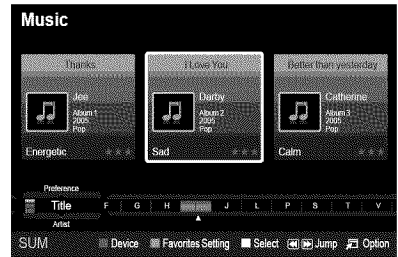 Music
Thanks
I Love You
Better than yesterday
Jee
Album 1
2005
Pop
Energetic
Darby
Album 2
2005
Pop
Sad
Catherine
Album 3
2005
Pop
Calm
Preference
Title
Artist
F G H J L P S T V
SUM Device Favorites Setting Select Jump Option